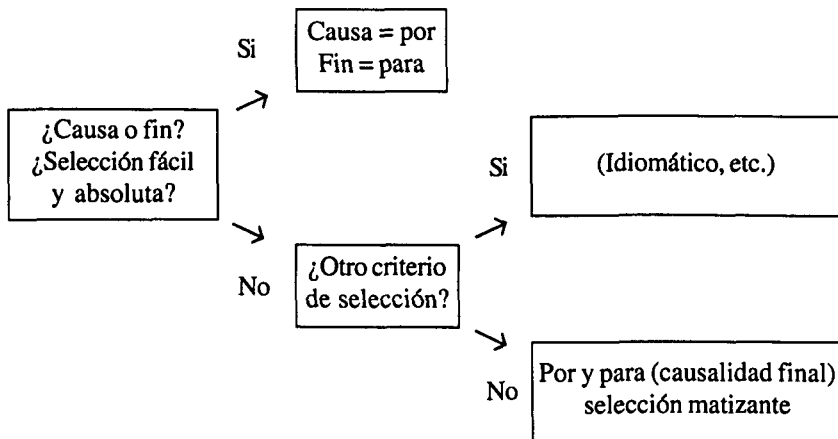 Si
Causa = por
Fin = para
¿Causa o fin?
¿Selección fácil
y absoluta?
Si
(Idiomático, etc.)
No
¿Otro criterio
de selección?
No
Por y para (causalidad final)
selección matizante